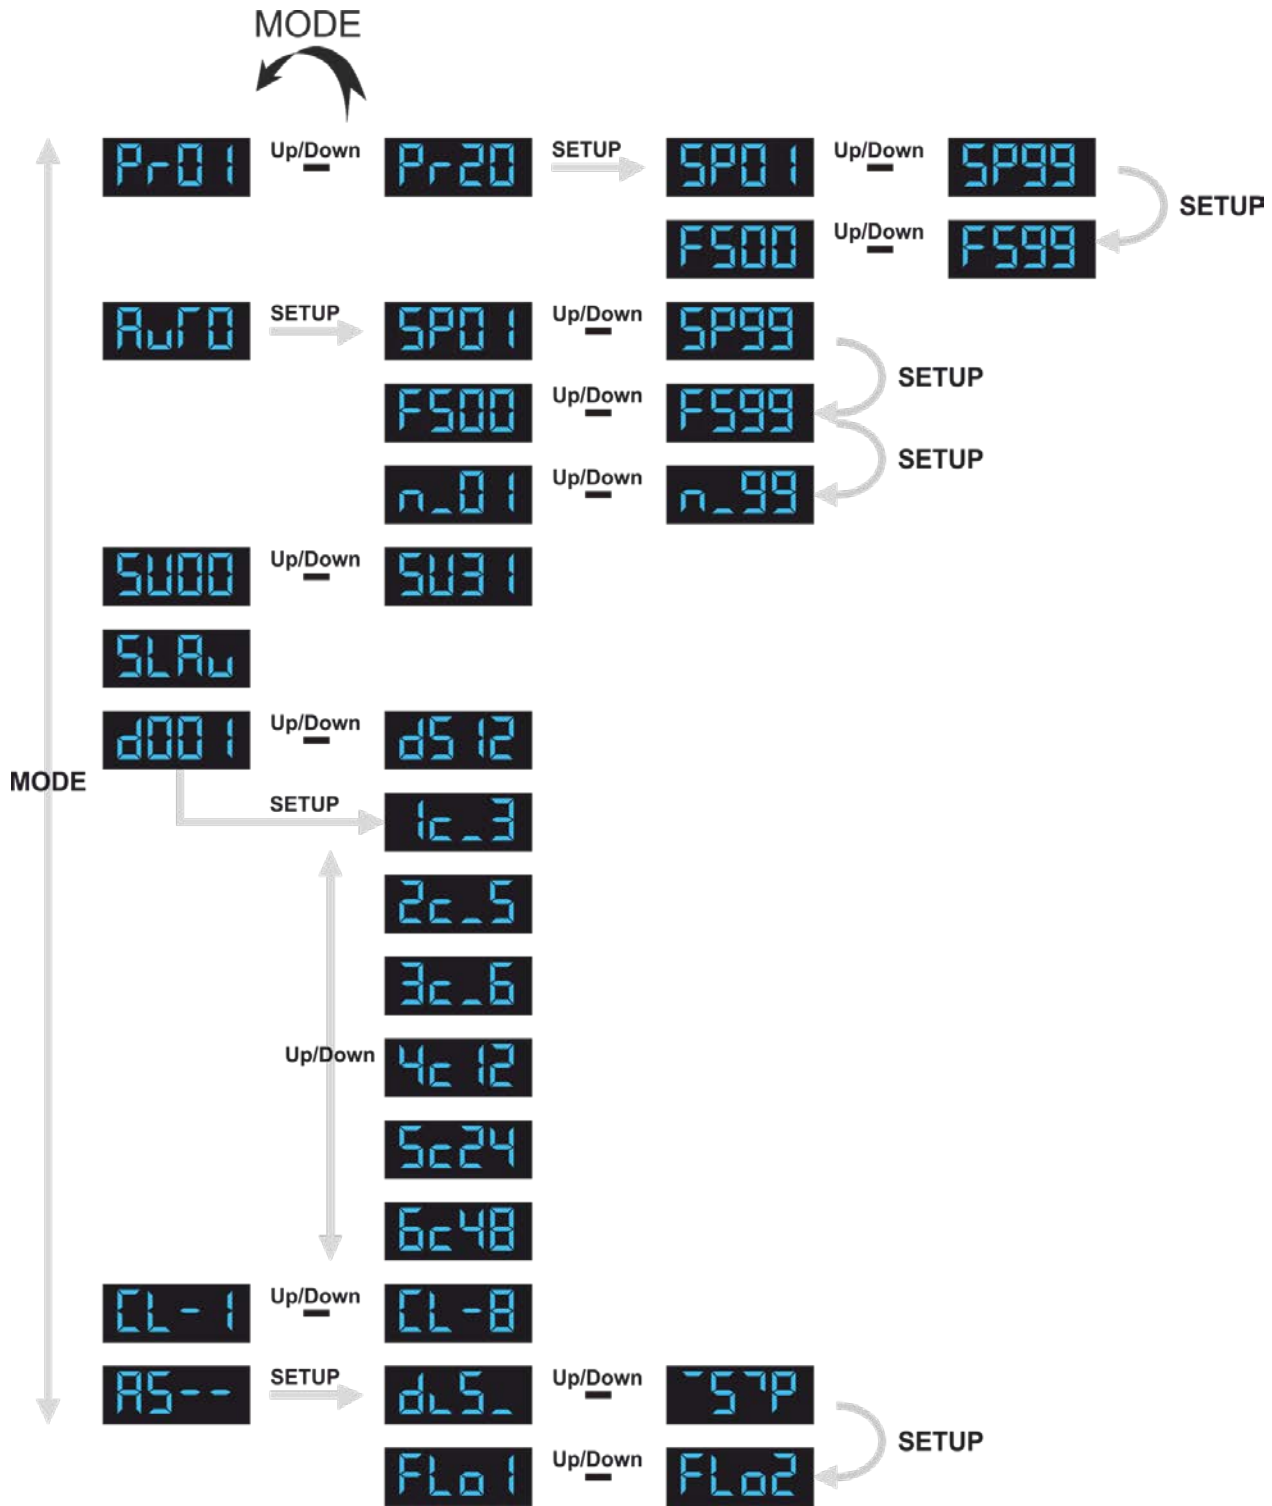 MODE
Pr01 Up/Down Pr20 SETUP SP01 Up/Down SP99
SETUP
FS00 Up/Down FS99
AuTO SETUP SP01 Up/Down SP99
SETUP
FS00 Up/Down FS99
SETUP
n_01 Up/Down n_99
SU00 Up/Down SU31
SLAu
d001 Up/Down d512
MODE
SETUP 1c_3
2c_5
3c_6
Up/Down 4c12
5c24
6c48
CL-1 Up/Down CL-8
AS-- SETUP Up/Down
SETUP
FLo1 Up/Down FLo2